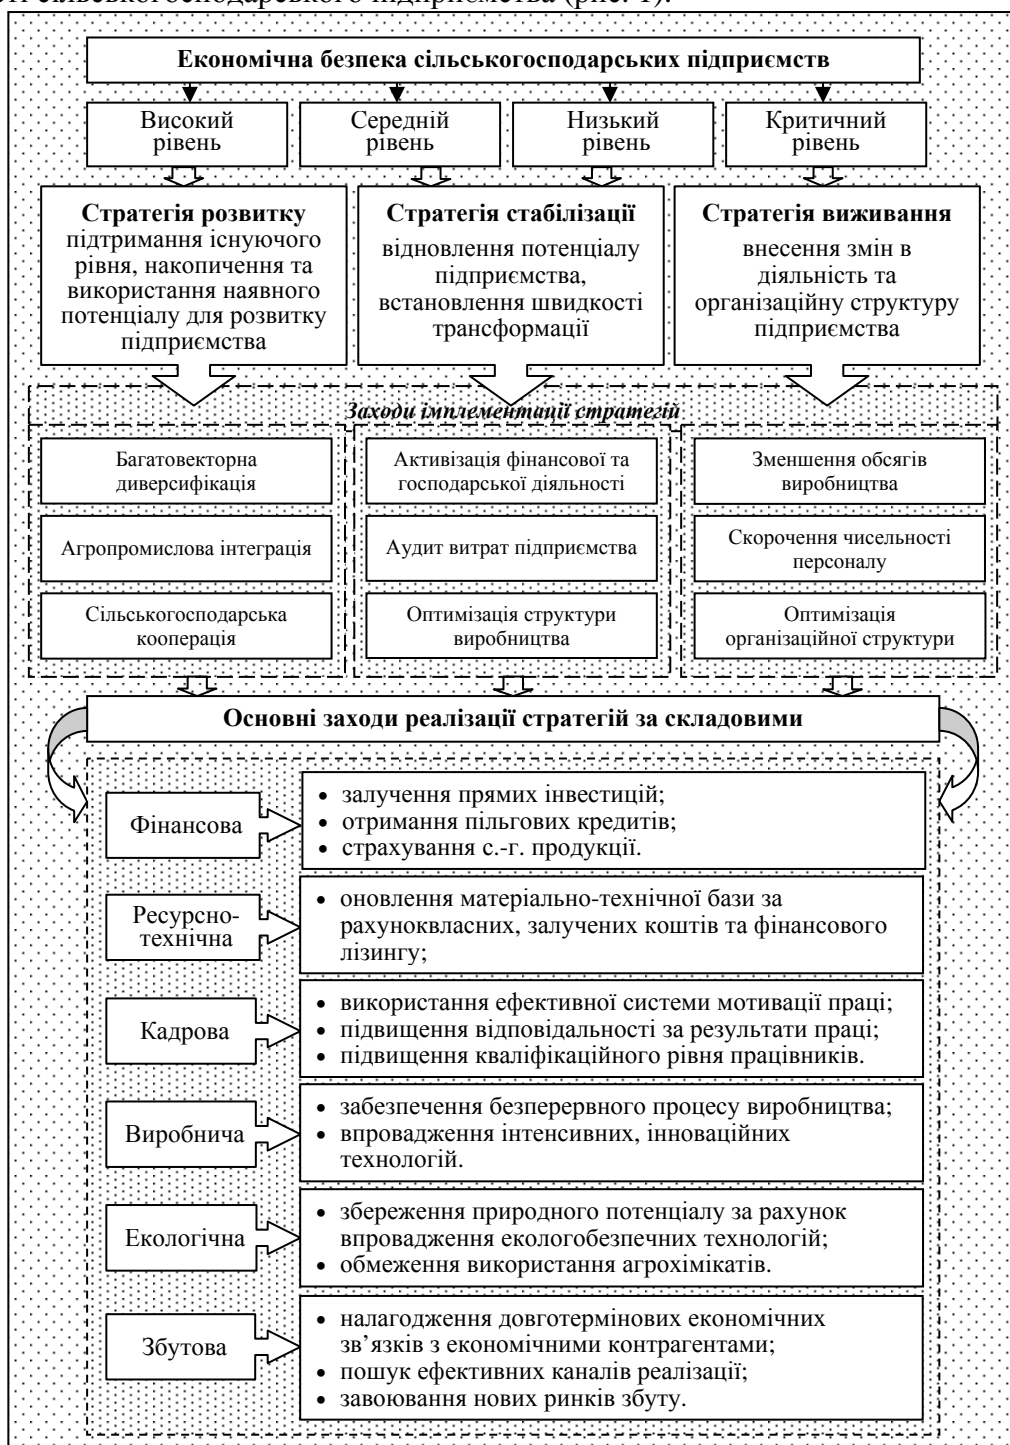 сільськогосподарського підприємства (рис. 1).
Економічна безпека сільськогосподарських підприємств
Високий
рівень
Середній
рівень
Низький
рівень
Критичний
рівень
Стратегія розвитку
підтримання існуючого
рівня, накопичення та
використання наявного
потенціалу для розвитку
підприємства
Стратегія стабілізації
відновлення потенціалу
підприємства,
встановлення швидкості
трансформації
Стратегія виживання
внесення змін в
діяльність та
організаційну структуру
підприємства
Заходи імплементації стратегій
Багатовекторна
диверсифікація
Агропромислова інтеграція
Сільськогосподарська
кооперація
Активізація фінансової та
господарської діяльності
Аудит витрат підприємства
Оптимізація структури
виробництва
Зменшення обсягів
виробництва
Скорочення чисельності
персоналу
Оптимізація
організаційної структури
Основні заходи реалізації стратегій за складовими
Фінансова
• залучення прямих інвестицій;
• отримання пільгових кредитів;
• страхування с.-г. продукції.
Ресурсно-
технічна
• оновлення матеріально-технічної бази за
рахуноквласних, залучених коштів та фінансового
лізингу;
Кадрова
• використання ефективної системи мотивації праці;
• підвищення відповідальності за результати праці;
• підвищення кваліфікаційного рівня працівників.
Виробнича
• забезпечення безперервного процесу виробництва;
• впровадження інтенсивних, інноваційних
технологій.
Екологічна
• збереження природного потенціалу за рахунок
впровадження екологобезпечних технологій;
• обмеження використання агрохімікатів.
Збутова
• налагодження довготермінових економічних
зв’язків з економічними контрагентами;
• пошук ефективних каналів реалізації;
• завоювання нових ринків збуту.